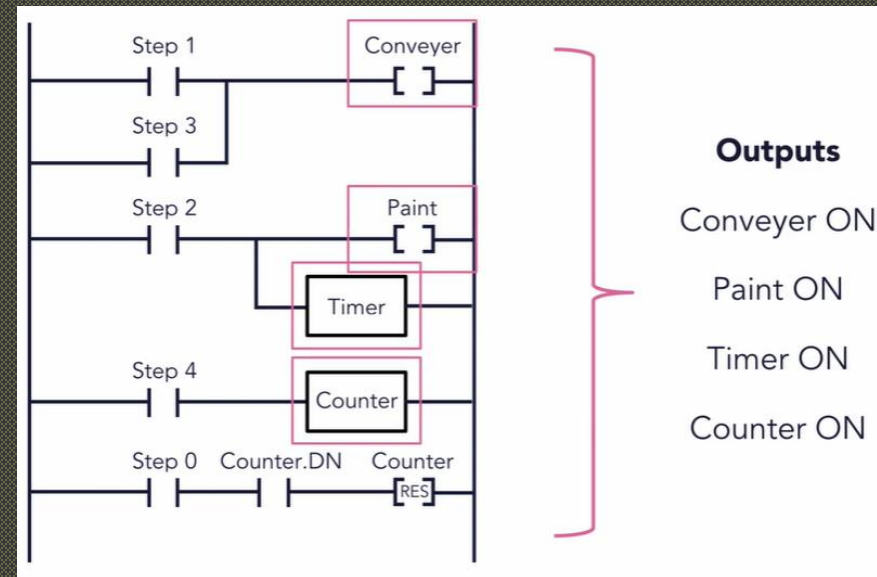 Step 1
Conveyer
Step 3
Step 2
Paint
Timer
Step 4
Counter
Step 0 Counter.DN Counter
RES
Outputs
Conveyer ON
Paint ON
Timer ON
Counter ON